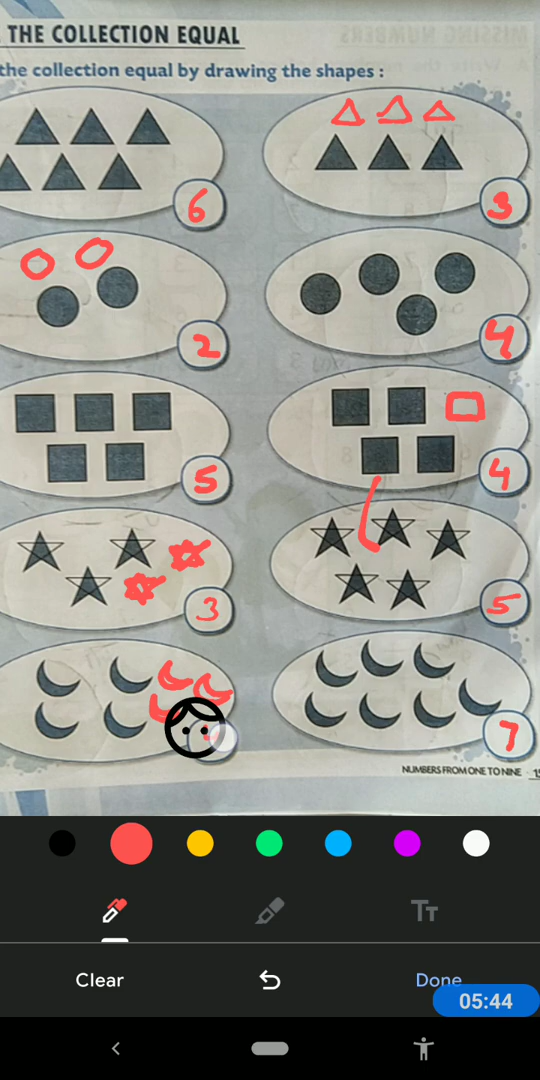 THE COLLECTION EQUAL
the collection equal by drawing the shapes :
6
3
2
4
5
4
3
5
7
NUMBERS FROM ONE TO NINE
Tт
Clear
Done
05:44